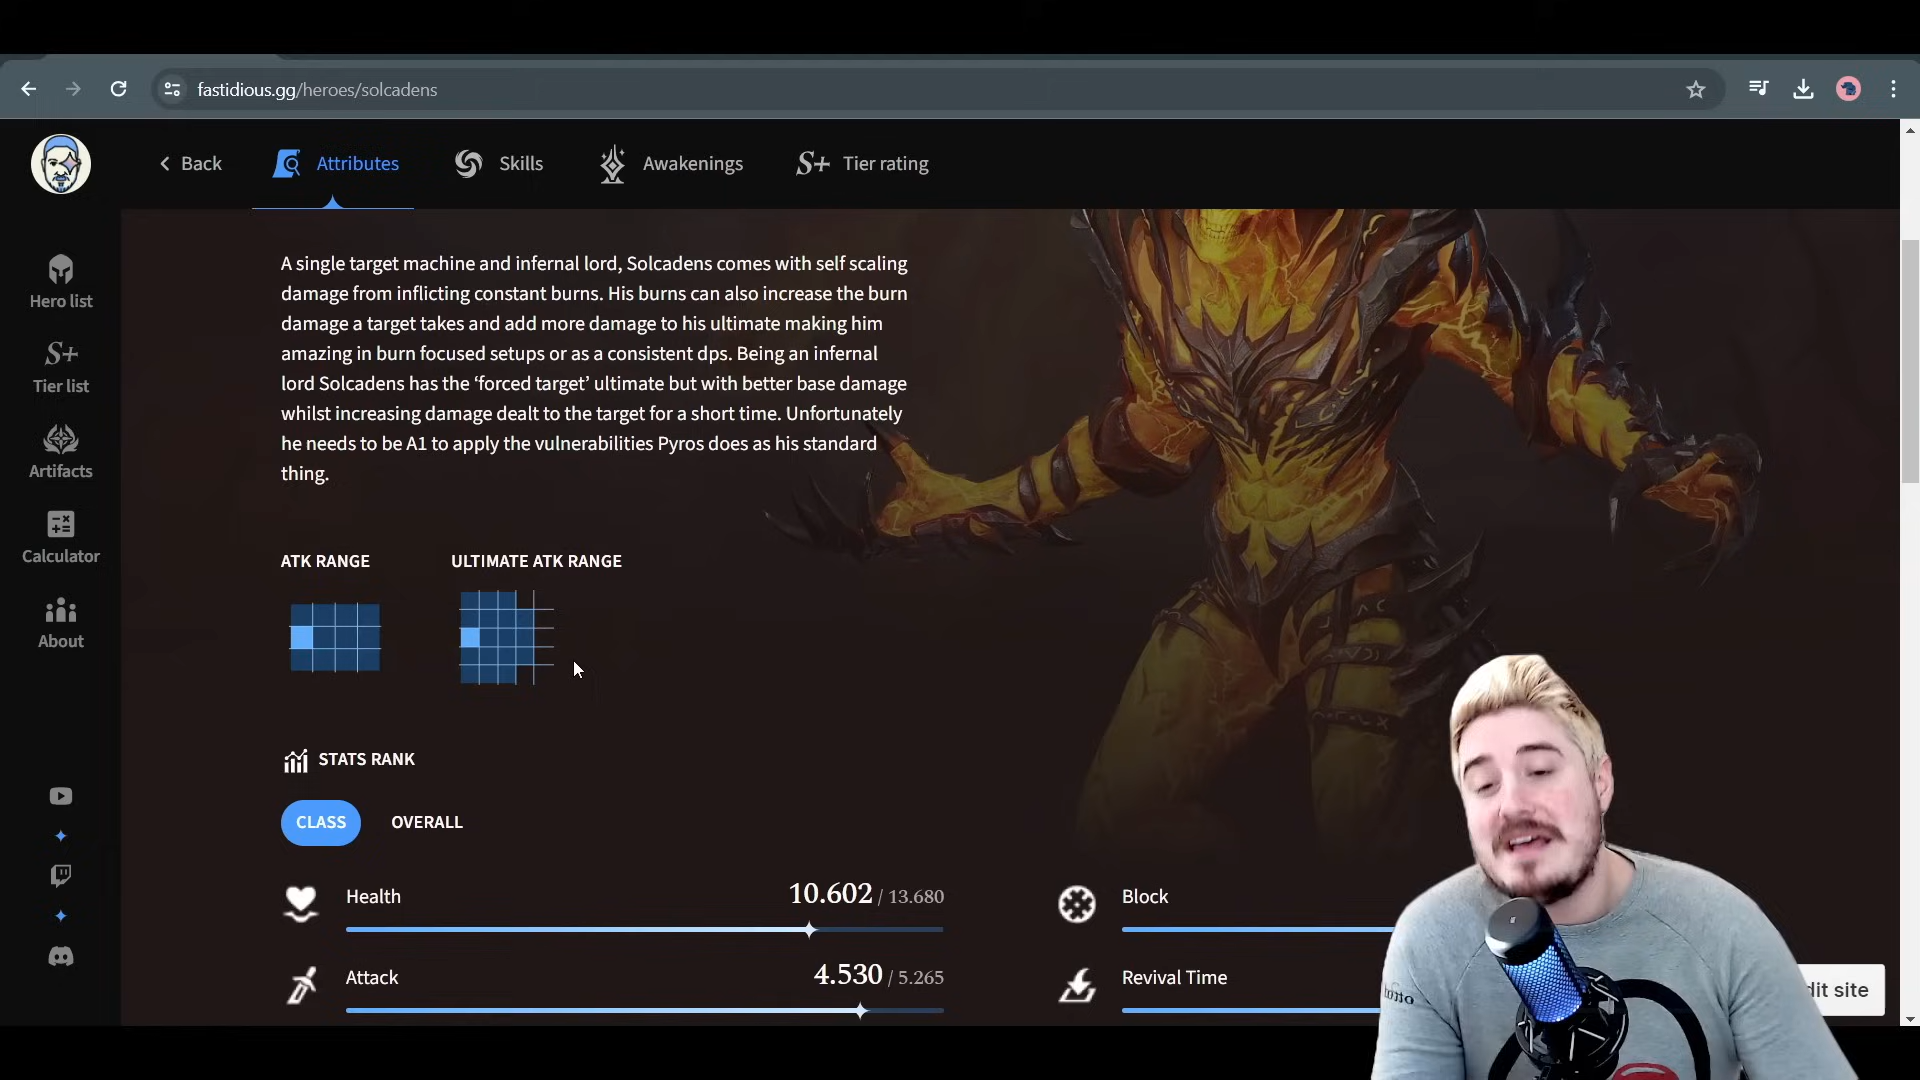 fastidious.gg/heroes/solcadens
Back
Attributes
Skills
Awakenings
S+ Tier rating
Hero list
S+
Tier list
Artifacts
Calculator
About
A single target machine and infernal lord, Solcadens comes with self scaling
damage from inflicting constant burns. His burns can also increase the burn
damage a target takes and add more damage to his ultimate making him
amazing in burn focused setups or as a consistent dps. Being an infernal
lord Solcadens has the ‘forced target’ ultimate but with better base damage
whilst increasing damage dealt to the target for a short time. Unfortunately
he needs to be A1 to apply the vulnerabilities Pyros does as his standard
thing.
ATK RANGE
ULTIMATE ATK RANGE
STATS RANK
CLASS
OVERALL
Health
10.602 / 13.680
Block
Attack
4.530 / 5.265
Revival Time
dit site